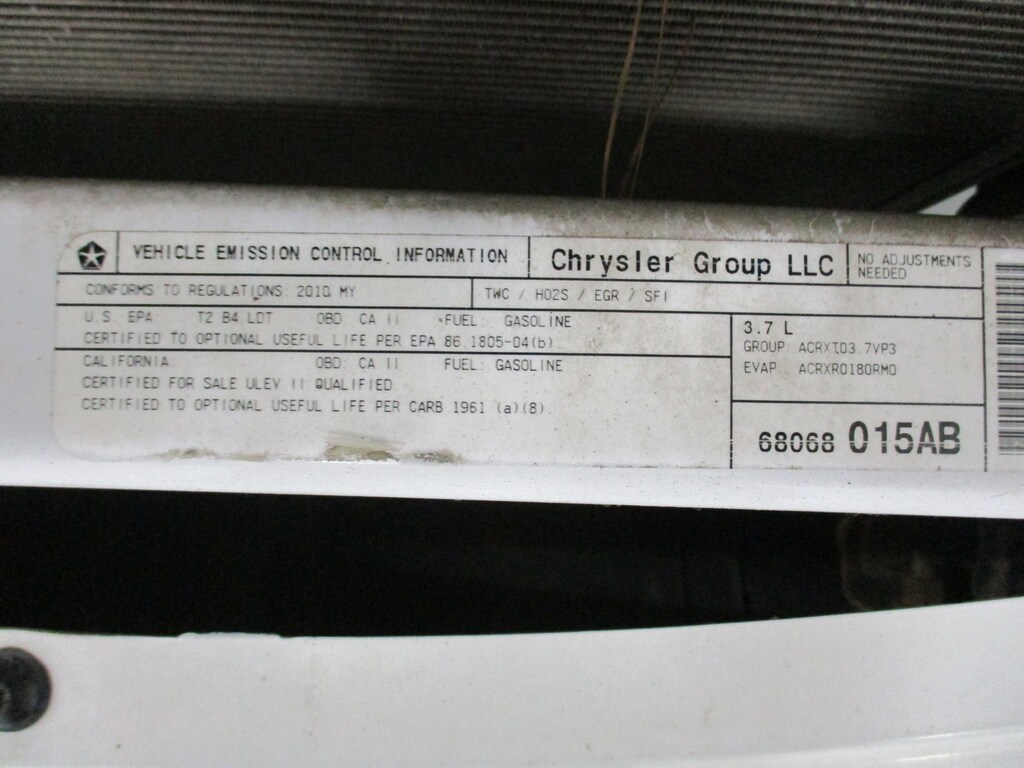 VEHICLE EMISSION CONTROL INFORMATION
Chrysler Group LLC
NO ADJUSTMENTS
NEEDED
CONFORMS TO REGULATIONS: 2010 MY
TWC / HO2S / EGR / SFI
U.S. EPA T2 B4 LDT OBD: CA II FUEL: GASOLINE
CERTIFIED TO OPTIONAL USEFUL LIFE PER EPA 86.1805-04(b)
CALIFORNIA: OBD: CA II FUEL: GASOLINE
CERTIFIED FOR SALE ULEV II QUALIFIED
CERTIFIED TO OPTIONAL USEFUL LIFE PER CARB 1961 (a)(8)
3.7 L
GROUP: ACRXT03.7VP3
EVAP: ACRXR0180RM0
68068 015AB